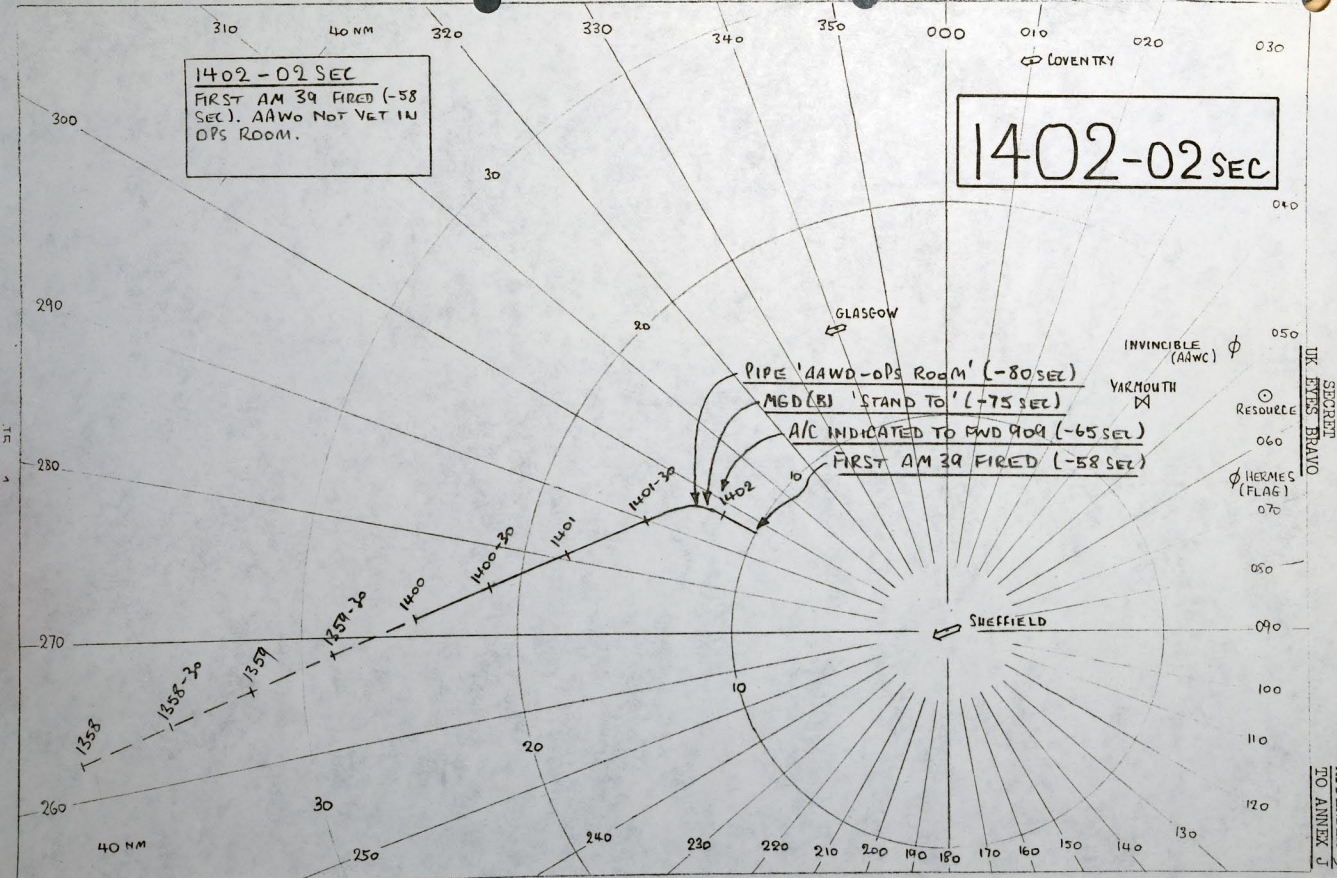 310
40 NM
320
330
340
350
000
010
020
030
COVENTRY
1402-02 SEC
FIRST AM 39 FIRED (-58
SEC). AAWO NOT YET IN
OPS ROOM.
1402-02 SEC
300
30
040
290
20
GLASGOW
050
INVINCIBLE
(AAWC)
PIPE 'AAWO-OPS ROOM' (-80 SEC)
MGD(B) 'STAND TO' (-75 SEC)
A/C INDICATED TO FWD 909 (-65 SEC)
FIRST AM 39 FIRED (-58 SEC)
YARMOUTH
RESOURCE
060
HERMES
(FLAG)
070
SECRET
UK EYES BRAVO
280
10
1402
1401-30
1401
1400-30
1400
1359-30
1359
1358-30
1358
080
270
SHEFFIELD
090
10
100
20
110
260
30
120
40 NM
250
240
230
220
210
200
190
180
170
160
150
140
130
TO ANNEX J